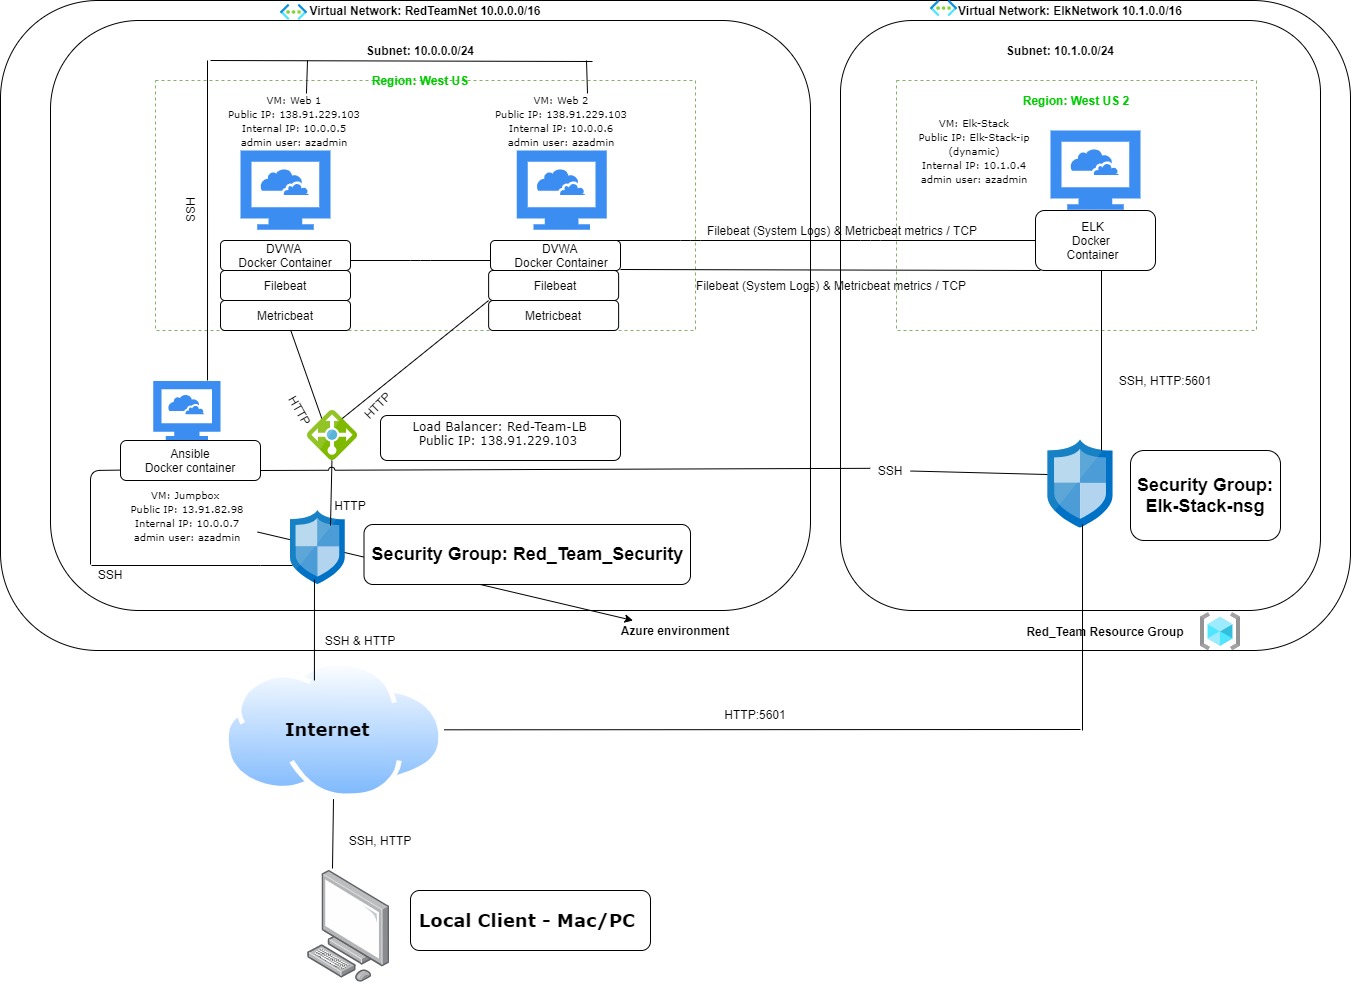 Virtual Network: RedTeamNet 10.0.0.0/16
Virtual Network: ElkNetwork 10.1.0.0/16
Subnet: 10.0.0.0/24
Subnet: 10.1.0.0/24
Region: West US
Region: West US 2
VM: Web 1
Public IP: 138.91.229.103
Internal IP: 10.0.0.5
admin user: azadmin
VM: Web 2
Public IP: 138.91.229.103
Internal IP: 10.0.0.6
admin user: azadmin
VM: Elk-Stack
Public IP: Elk-Stack-ip
(dynamic)
Internal IP: 10.1.0.4
admin user: azadmin
SSH
DVWA
Docker Container
Filebeat
Metricbeat
DVWA
Docker Container
Filebeat
Metricbeat
Filebeat (System Logs) & Metricbeat metrics / TCP
Filebeat (System Logs) & Metricbeat metrics / TCP
ELK
Docker
Container
SSH, HTTP:5601
HTTP
HTTP
Load Balancer: Red-Team-LB
Public IP: 138.91.229.103
Ansible
Docker container
VM: Jumpbox
Public IP: 13.91.82.98
Internal IP: 10.0.0.7
admin user: azadmin
SSH
HTTP
SSH
Security Group:
Elk-Stack-nsg
Security Group: Red_Team_Security
Azure environment
Red_Team Resource Group
SSH & HTTP
Internet
HTTP:5601
SSH, HTTP
Local Client - Mac/PC